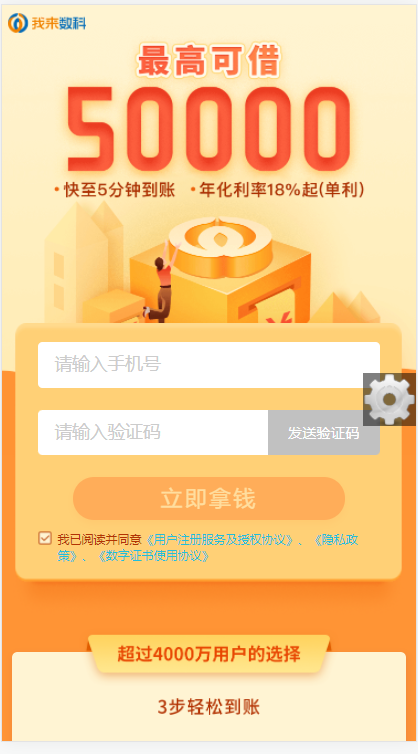 我来数科
最高可借
50000
•快至5分钟到账 •年化利率18%起(单利)
请输入手机号
请输入验证码 发送验证码
立即拿钱
我已阅读并同意《用户注册服务及授权协议》、《隐私政
策》、《数字证书使用协议》
超过4000万用户的选择
3步轻松到账